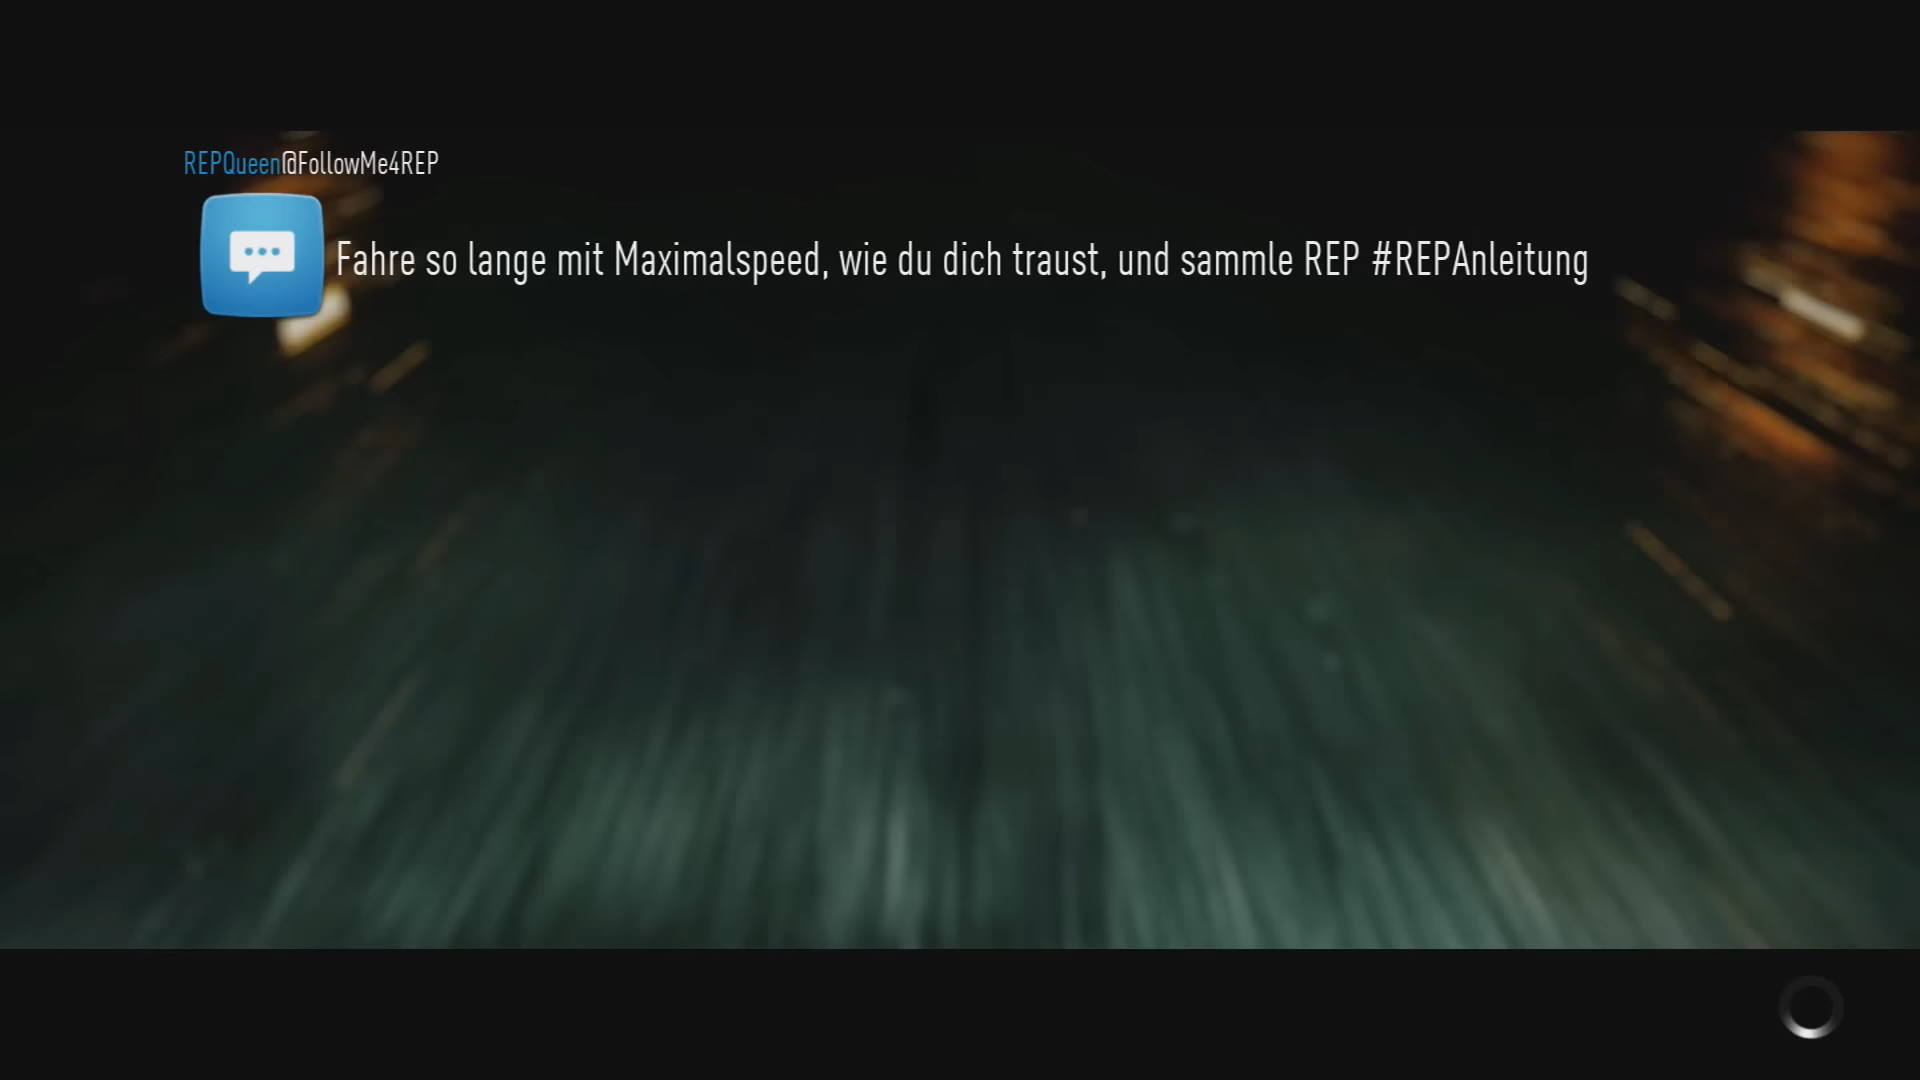 REPQueen@FollowMe4REP
Fahre so lange mit Maximalspeed, wie du dich traust, und sammle REP #REPAnleitung